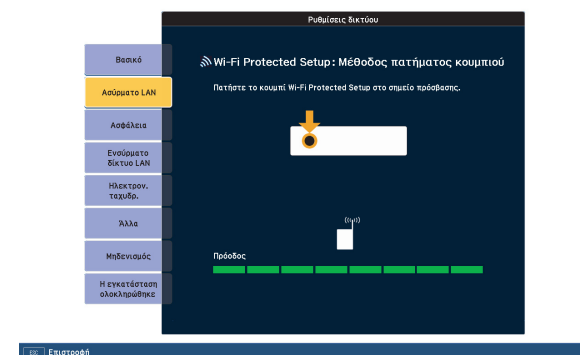 Ρυθμίσεις δικτύου
Βασικό
Ασύρματο LAN
Ασφάλεια
Ενσύρματο
δίκτυο LAN
Ηλεκτρον.
ταχυδρ.
Άλλα
Μηδενισμός
Η εγκατάσταση
ολοκληρώθηκε
Wi-Fi Protected Setup: Μέθοδος πατήματος κουμπιού
Πατήστε το κουμπί Wi-Fi Protected Setup στο σημείο πρόσβασης.
Πρόοδος
ESC Επιστροφή